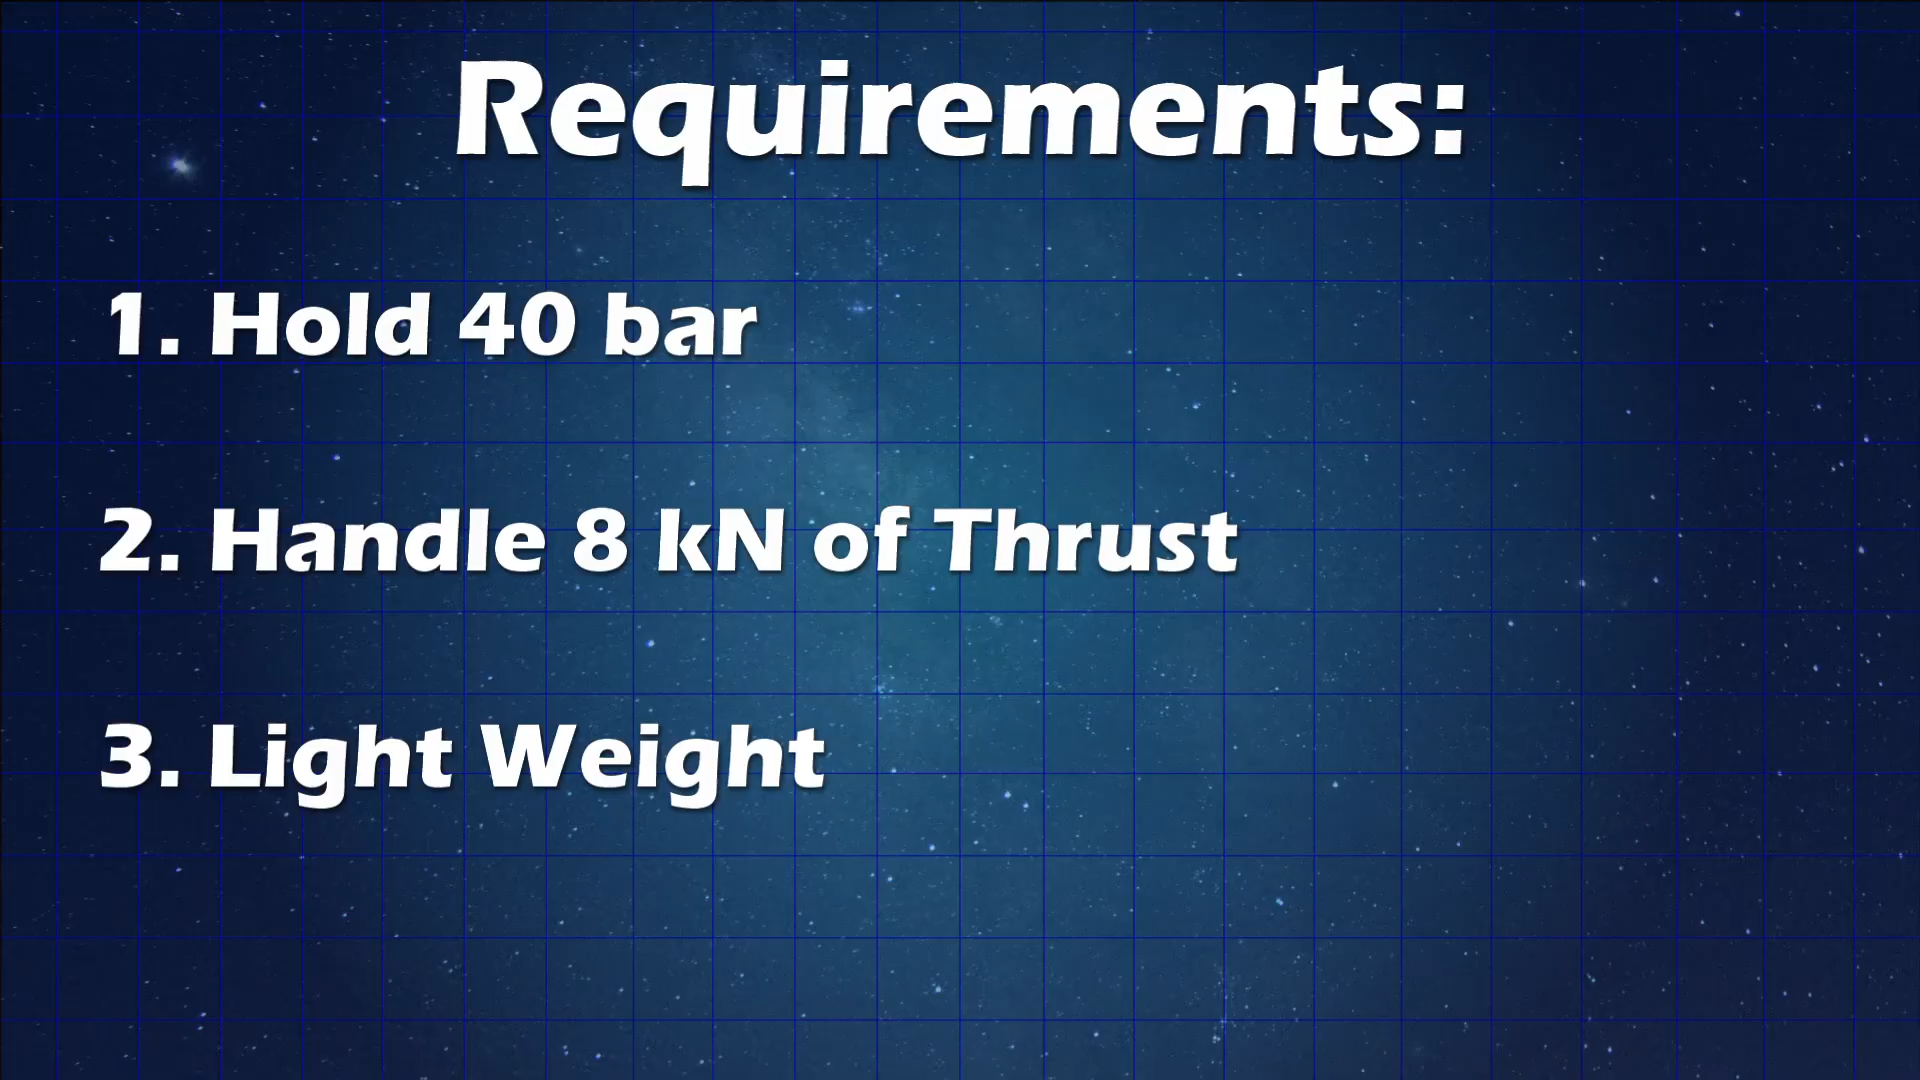 Requirements:
1. Hold 40 bar
2. Handle 8 kN of Thrust
3. Light Weight